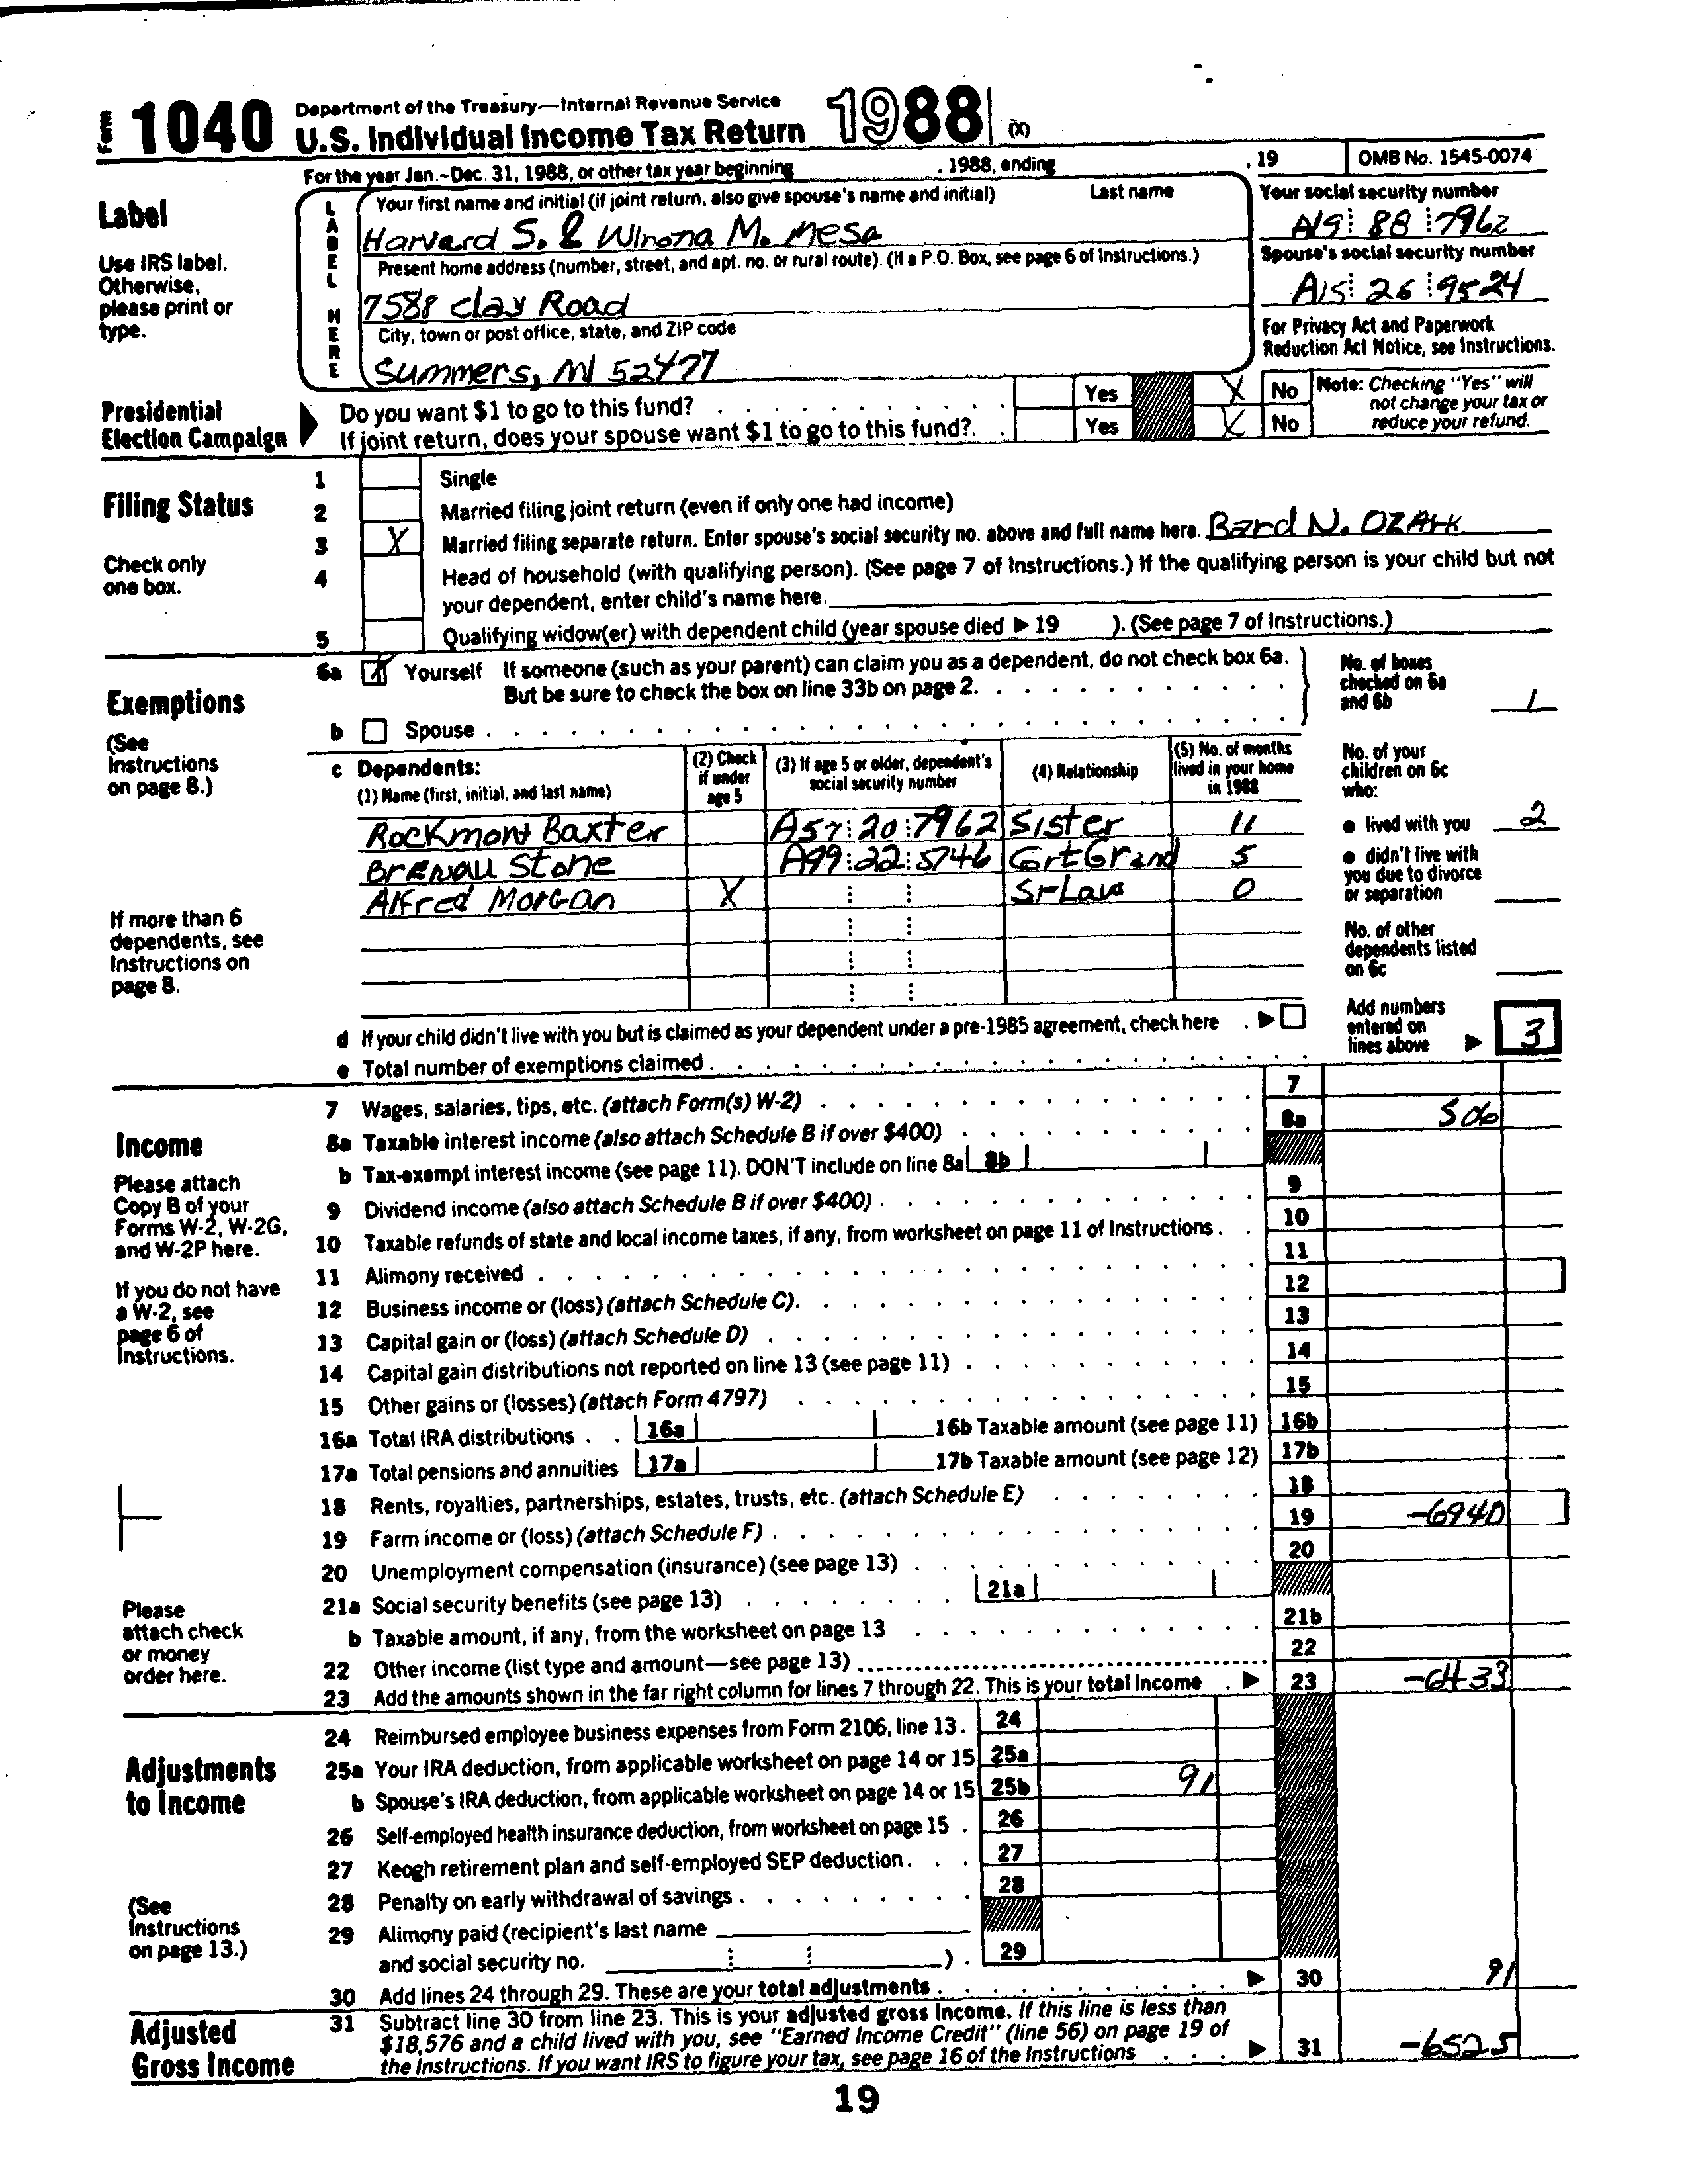 Form 1040 Department of the Treasury—Internal Revenue Service
U.S. Individual Income Tax Return 1988 (X)
For the year Jan.–Dec. 31, 1988, or other tax year beginning , 1988, ending , 19 OMB No. 1545-0074
Label
Use IRS label.
Otherwise,
please print or
type.
LABEL HERE
Your first name and initial (if joint return, also give spouse's name and initial) Last name
Harvard S. & Winona M. Mesa
Present home address (number, street, and apt. no. or rural route). (If a P.O. Box, see page 6 of Instructions.)
7588 Clay Road
City, town or post office, state, and ZIP code
Summers, MI 52477
Your social security number
A19 88 7962
Spouse's social security number
A15 26 9524
For Privacy Act and Paperwork
Reduction Act Notice, see Instructions.
Presidential
Election Campaign
Do you want $1 to go to this fund? Yes X No
If joint return, does your spouse want $1 to go to this fund? Yes X No
Note: Checking "Yes" will
not change your tax or
reduce your refund.
Filing Status
Check only
one box.
1 Single
2 Married filing joint return (even if only one had income)
3 X Married filing separate return. Enter spouse's social security no. above and full name here. Bard N. Ozark
4 Head of household (with qualifying person). (See page 7 of Instructions.) If the qualifying person is your child but not
your dependent, enter child's name here.
5 Qualifying widow(er) with dependent child (year spouse died ▶ 19 ). (See page 7 of Instructions.)
Exemptions
(See
Instructions
on page 8.)
If more than 6
dependents, see
Instructions on
page 8.
6a X Yourself If someone (such as your parent) can claim you as a dependent, do not check box 6a.
But be sure to check the box on line 33b on page 2.
b Spouse
No. of boxes
checked on 6a
and 6b 1
c Dependents:
(1) Name (first, initial, and last name) (2) Check if under age 5 (3) If age 5 or older, dependent's social security number (4) Relationship (5) No. of months lived in your home in 1988
Rockmont Baxter A57 20 7962 Sister 11
Brenau Stone A99 22 5746 GrtGrand 5
Alfred Morgan X SrLaw 0
No. of your
children on 6c
who:
● lived with you 2
● didn't live with
you due to divorce
or separation
No. of other
dependents listed
on 6c
d If your child didn't live with you but is claimed as your dependent under a pre-1985 agreement, check here ▶
e Total number of exemptions claimed
Add numbers
entered on
lines above ▶ 3
Income
Please attach
Copy B of your
Forms W-2, W-2G,
and W-2P here.
If you do not have
a W-2, see
page 6 of
Instructions.
Please
attach check
or money
order here.
7 Wages, salaries, tips, etc. (attach Form(s) W-2) 7
8a Taxable interest income (also attach Schedule B if over $400) 8a 506
b Tax-exempt interest income (see page 11). DON'T include on line 8a 8b
9 Dividend income (also attach Schedule B if over $400) 9
10 Taxable refunds of state and local income taxes, if any, from worksheet on page 11 of Instructions 10
11 Alimony received 11
12 Business income or (loss) (attach Schedule C) 12
13 Capital gain or (loss) (attach Schedule D) 13
14 Capital gain distributions not reported on line 13 (see page 11) 14
15 Other gains or (losses) (attach Form 4797) 15
16a Total IRA distributions 16a 16b Taxable amount (see page 11) 16b
17a Total pensions and annuities 17a 17b Taxable amount (see page 12) 17b
18 Rents, royalties, partnerships, estates, trusts, etc. (attach Schedule E) 18
19 Farm income or (loss) (attach Schedule F) 19 -6940
20 Unemployment compensation (insurance) (see page 13) 20
21a Social security benefits (see page 13) 21a
b Taxable amount, if any, from the worksheet on page 13 21b
22 Other income (list type and amount—see page 13) 22
23 Add the amounts shown in the far right column for lines 7 through 22. This is your total income ▶ 23 -6433
Adjustments
to Income
(See
Instructions
on page 13.)
24 Reimbursed employee business expenses from Form 2106, line 13. 24
25a Your IRA deduction, from applicable worksheet on page 14 or 15 25a
b Spouse's IRA deduction, from applicable worksheet on page 14 or 15 25b 91
26 Self-employed health insurance deduction, from worksheet on page 15 26
27 Keogh retirement plan and self-employed SEP deduction 27
28 Penalty on early withdrawal of savings 28
29 Alimony paid (recipient's last name
and social security no. ) 29
30 Add lines 24 through 29. These are your total adjustments ▶ 30 91
Adjusted
Gross Income
31 Subtract line 30 from line 23. This is your adjusted gross income. If this line is less than
$18,576 and a child lived with you, see "Earned Income Credit" (line 56) on page 19 of
the Instructions. If you want IRS to figure your tax, see page 16 of the Instructions ▶ 31 -6525
19